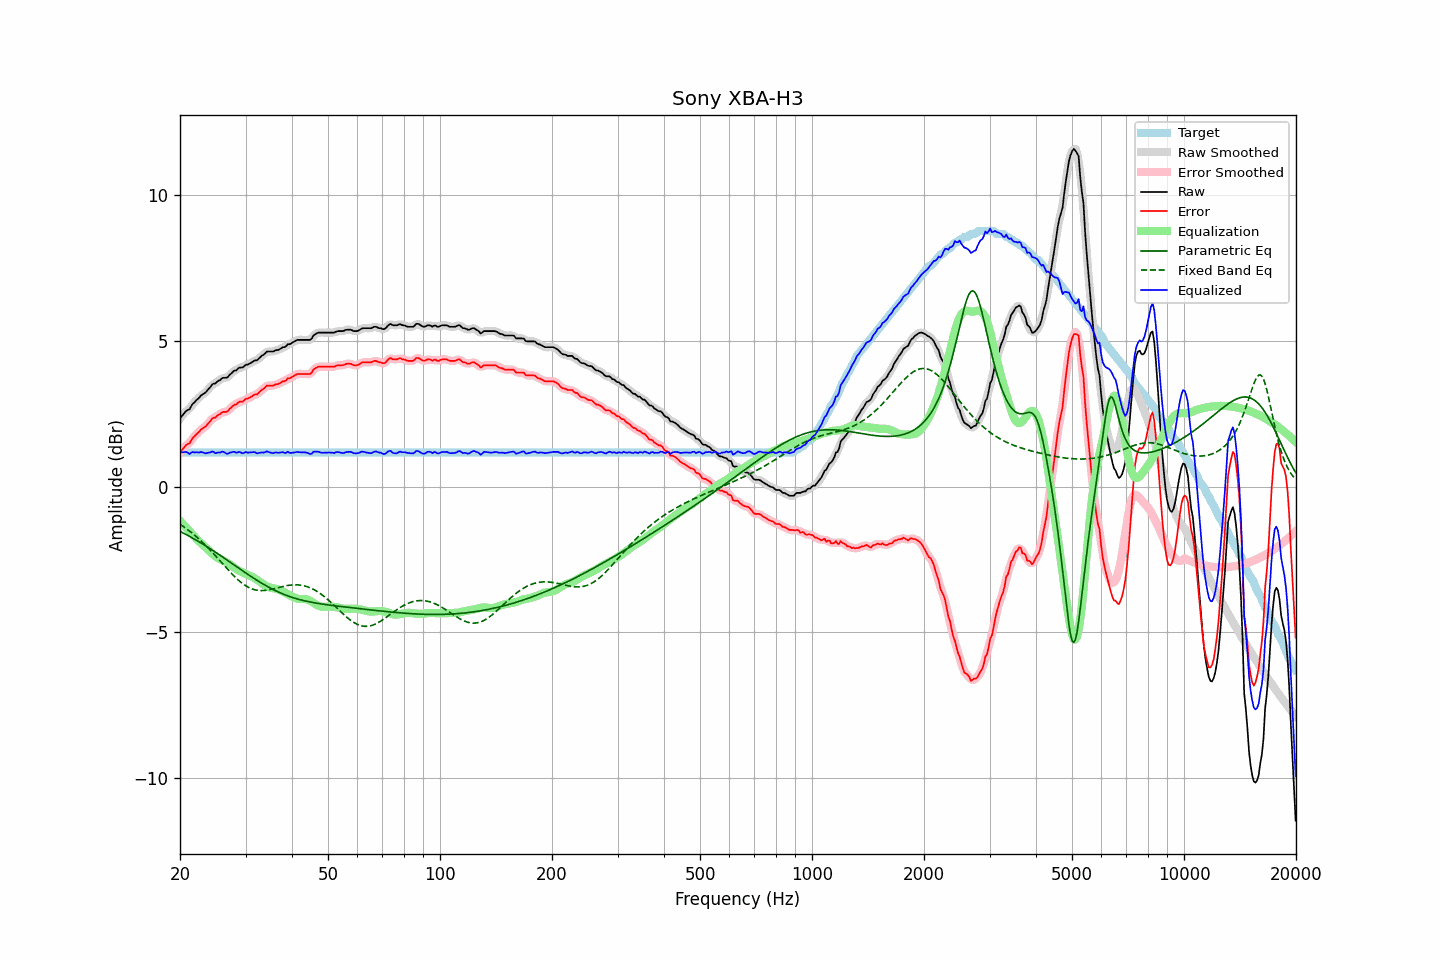 Sony XBA-H3
Target
Raw Smoothed
Error Smoothed
Raw
Error
Equalization
Parametric Eq
Fixed Band Eq
Equalized
Amplitude (dBr)
10
5
0
−5
−10
20
50
100
200
500
1000
2000
5000
10000
20000
Frequency (Hz)